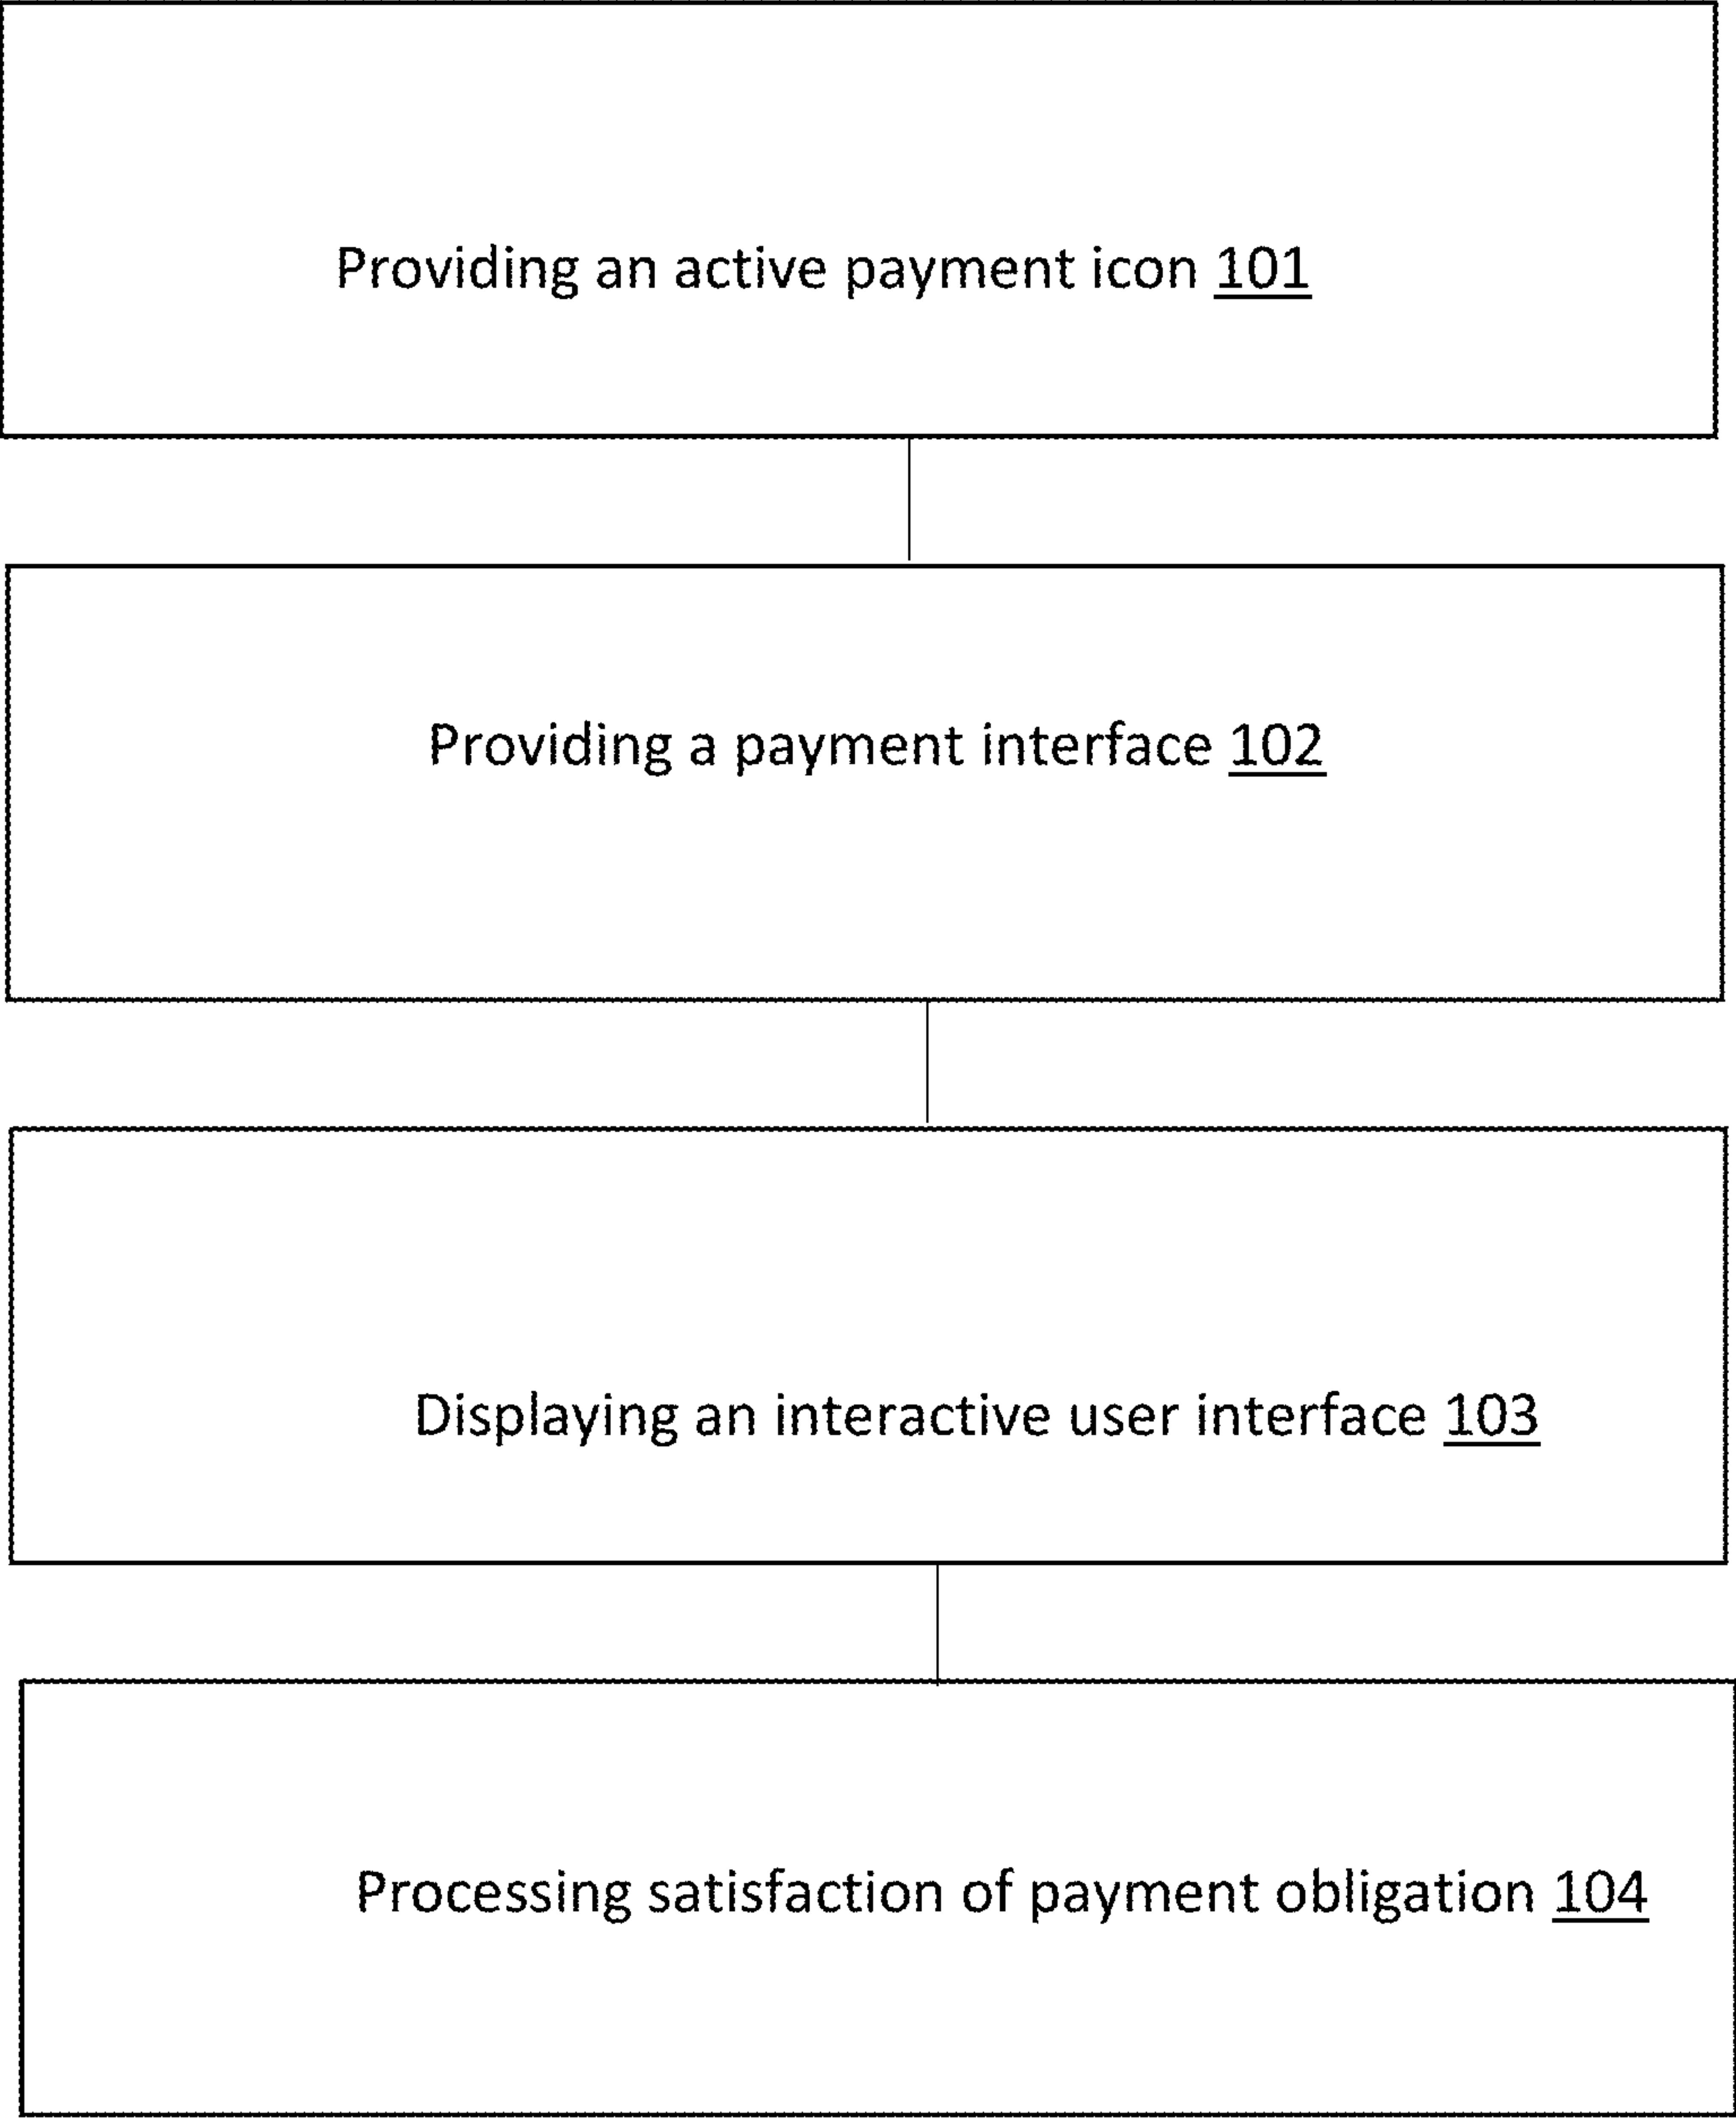 Providing an active payment icon 101
Providing a payment interface 102
Displaying an interactive user interface 103
Processing satisfaction of payment obligation 104